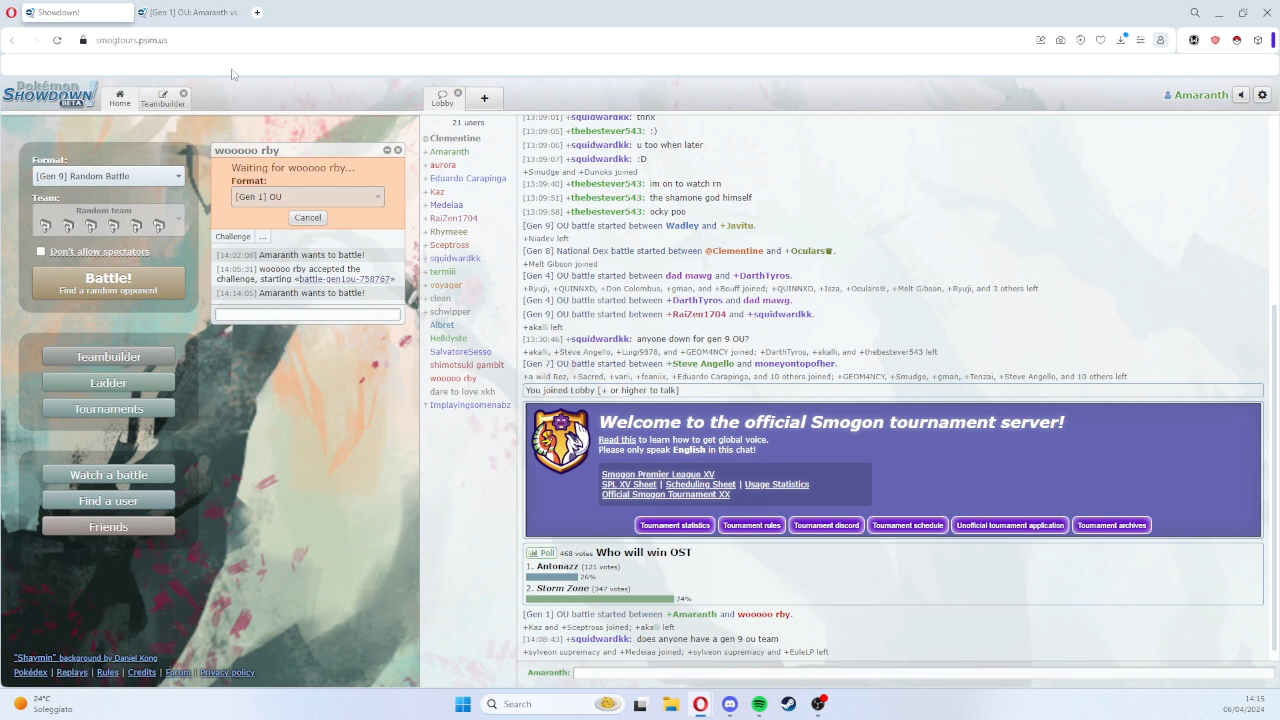 Showdown!
[Gen 1] OU: Amaranth vs.
smogtours.psim.us
Pokémon
SHOWDOWN
BETA
Home
Teambuilder
Lobby
Amaranth
Format:
[Gen 9] Random Battle
Team:
Random team
Don't allow spectators
Battle!
Find a random opponent
Teambuilder
Ladder
Tournaments
Watch a battle
Find a user
Friends
"Shaymin" background by Daniel Kong
Pokédex | Replays | Rules | Credits | Forum | Privacy policy
wooooo rby
Waiting for wooooo rby...
Format:
[Gen 1] OU
Cancel
Challenge ...
[14:02:08] Amaranth wants to battle!
[14:05:31] wooooo rby accepted the
challenge, starting «battle-gen1ou-758767»
[14:14:05] Amaranth wants to battle!
21 users
@Clementine
+ Amaranth
+ aurora
+ Eduardo Carapinga
+ Kaz
+ Medeiaa
+ RaiZen1704
+ Rhymeee
+ Sceptross
+ squidwardkk
+ termiii
+ voyager
+ clean
+ schwipper
Albret
Helldyste
SalvatoreSesso
shimotsuki gambit
wooooo rby
dare to love xkh
↑ Implayingsomenabz
[13:09:01] +squidwardkk: thnx
[13:09:05] +thebestever543: :)
[13:09:06] +squidwardkk: u too when later
[13:09:07] +squidwardkk: :D
+Smudge and +Dunoks joined
[13:09:40] +thebestever543: im on to watch rn
[13:09:51] +thebestever543: the shamone god himself
[13:09:58] +thebestever543: ocky poo
[Gen 9] OU battle started between Wadley and +Javitu.
+Niadev left
[Gen 8] National Dex battle started between @Clementine and +Oculars♛.
+Melt Gibson joined
[Gen 4] OU battle started between dad mawg and +DarthTyros.
+Ryuji, +QUINNXD, +Don Colombus, +gman, and +Bouff joined; +QUINNXD, +Isza, +Oculars♕, +Melt Gibson, +Ryuji, and 3 others left
[Gen 4] OU battle started between +DarthTyros and dad mawg.
[Gen 9] OU battle started between +RaiZen1704 and +squidwardkk.
+akalli left
[13:30:46] +squidwardkk: anyone down for gen 9 OU?
+akalli, +Steve Angello, +Luigi9878, and +GEOM4NCY joined; +DarthTyros, +akalli, and +thebestever543 left
[Gen 7] OU battle started between +Steve Angello and moneyontopofher.
+a wild Rez, +Sacred, +vani, +franiix, +Eduardo Carapinga, and 10 others joined; +GEOM4NCY, +Smudge, +gman, +Tenzai, +Steve Angello, and 10 others left
You joined Lobby [+ or higher to talk]
Welcome to the official Smogon tournament server!
Read this to learn how to get global voice.
Please only speak English in this chat!
Smogon Premier League XV
SPL XV Sheet | Scheduling Sheet | Usage Statistics
Official Smogon Tournament XX
Tournament statistics Tournament rules Tournament discord Tournament schedule Unofficial tournament application Tournament archives
Poll 468 votes Who will win OST
1. Antonazz (121 votes)
26%
2. Storm Zone (347 votes)
74%
[Gen 1] OU battle started between +Amaranth and wooooo rby.
+Kaz and +Sceptross joined; +akalli left
[14:08:43] +squidwardkk: does anyone have a gen 9 ou team
+sylveon supremacy and +Medeiaa joined; +sylveon supremacy and +EuleLP left
Amaranth:
24°C
Soleggiato
Search
14:15
06/04/2024